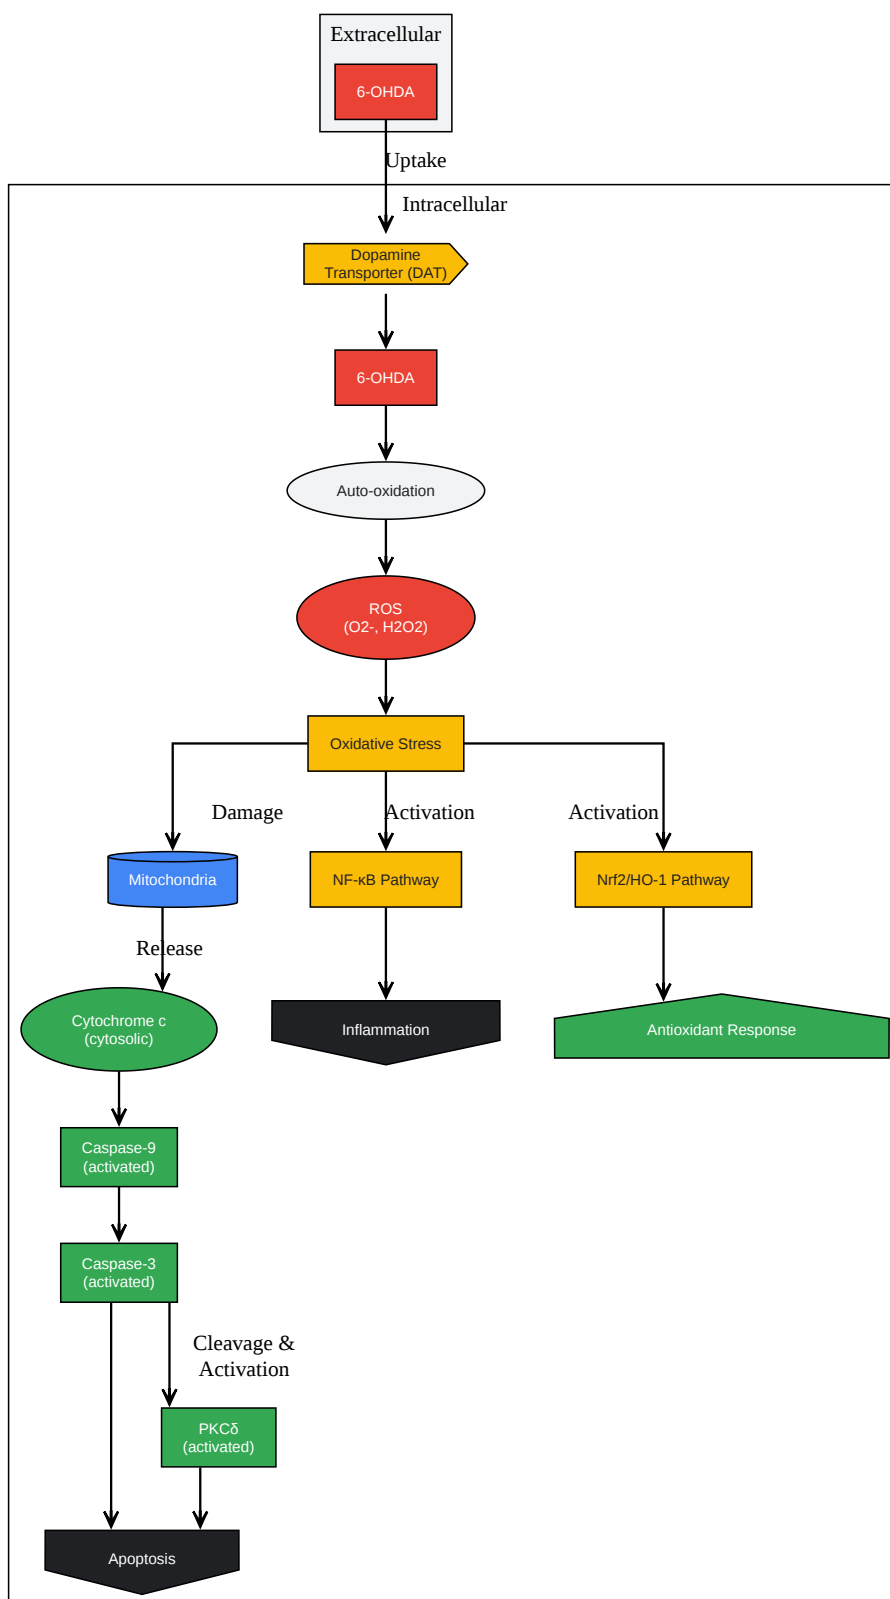 Extracellular
6-OHDA
Uptake
Intracellular
Dopamine
Transporter (DAT)
6-OHDA
Auto-oxidation
ROS
(O2-, H2O2)
Oxidative Stress
Damage
Activation
Activation
Mitochondria
NF-κB Pathway
Nrf2/HO-1 Pathway
Release
Cytochrome c
(cytosolic)
Inflammation
Antioxidant Response
Caspase-9
(activated)
Caspase-3
(activated)
Cleavage &
Activation
PKCδ
(activated)
Apoptosis